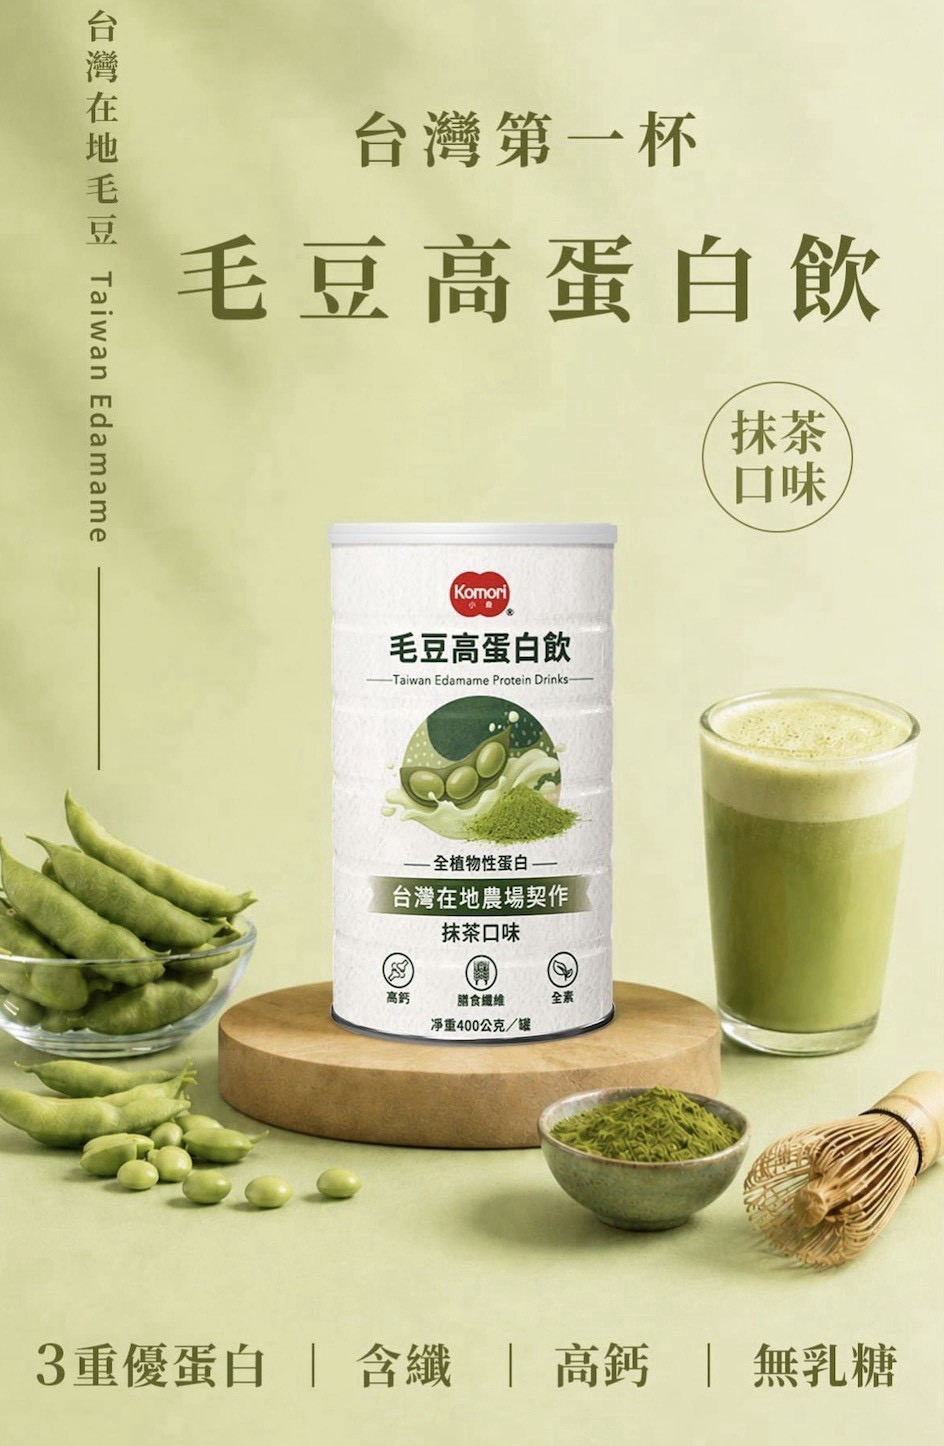 台灣在地毛豆 Taiwan Edamame
台灣第一杯
毛豆高蛋白飲
抹茶
口味
Komori
小森
®
毛豆高蛋白飲
Taiwan Edamame Protein Drinks
全植物性蛋白
台灣在地農場契作
抹茶口味
高鈣 膳食纖維 全素
淨重400公克/罐
3重優蛋白 | 含纖 | 高鈣 | 無乳糖